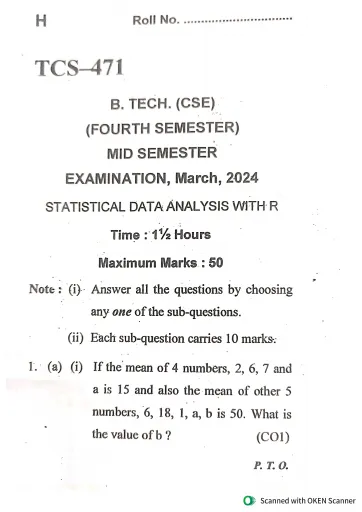 H Roll No. ...............................
TCS–471
B. TECH. (CSE)
(FOURTH SEMESTER)
MID SEMESTER
EXAMINATION, March, 2024
STATISTICAL DATA ANALYSIS WITH R
Time : 1½ Hours
Maximum Marks : 50
Note : (i) Answer all the questions by choosing
any one of the sub-questions.
(ii) Each sub-question carries 10 marks.
1. (a) (i) If the mean of 4 numbers, 2, 6, 7 and
a is 15 and also the mean of other 5
numbers, 6, 18, 1, a, b is 50. What is
the value of b ? (CO1)
P. T. O.
Scanned with OKEN Scanner